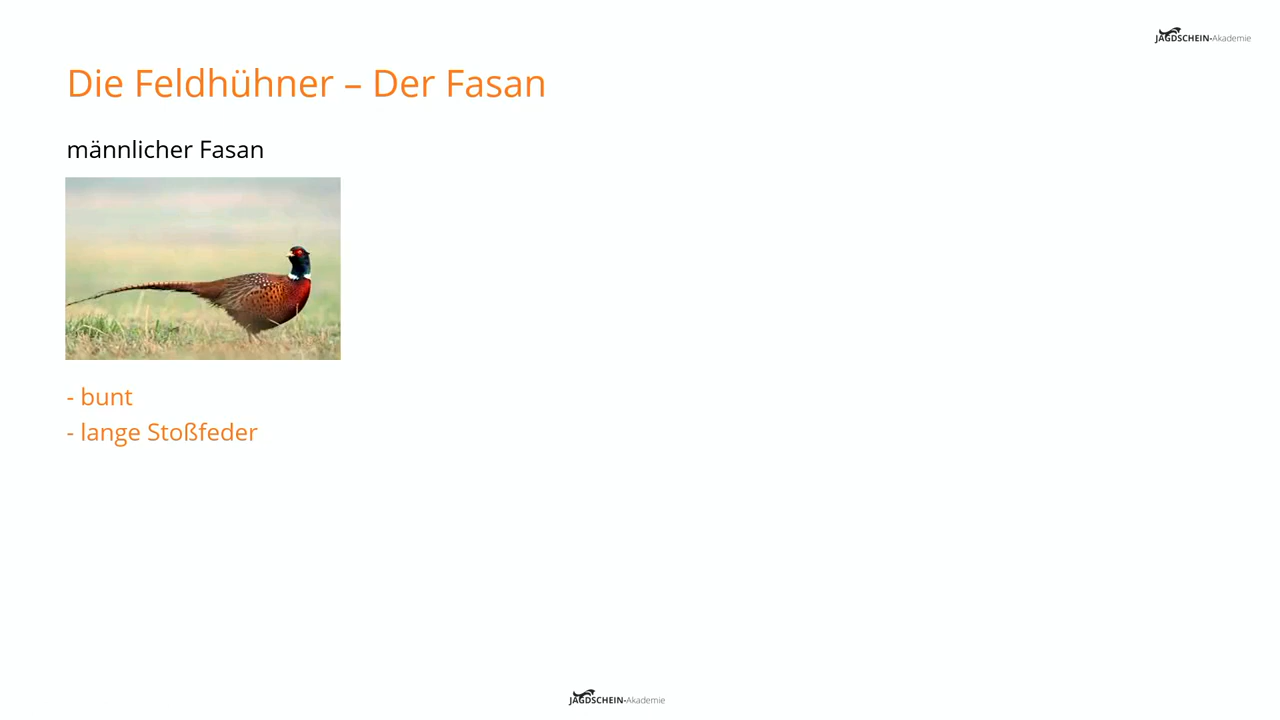 JAGDSCHEIN-Akademie
Die Feldhühner – Der Fasan
männlicher Fasan
- bunt
- lange Stoßfeder
JAGDSCHEIN-Akademie